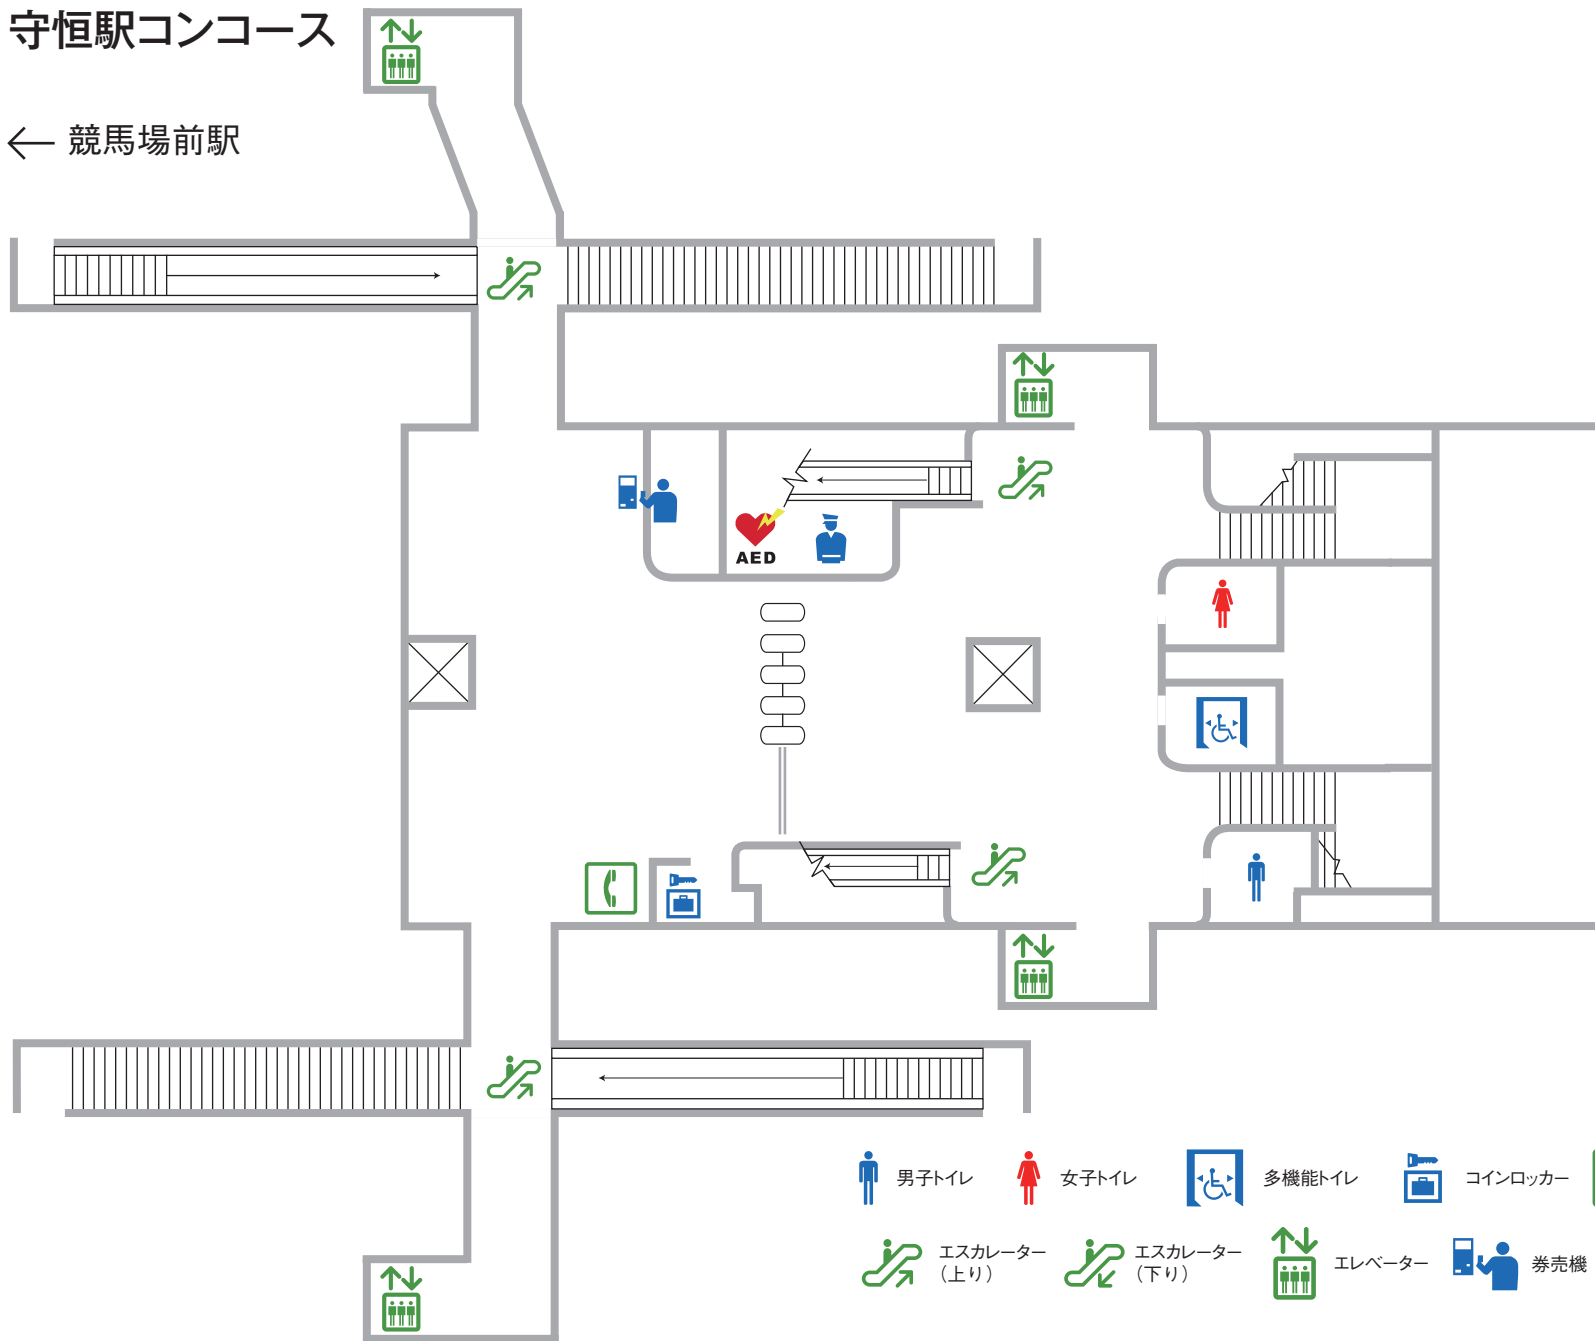 守恒駅コンコース
競馬場前駅
AED
男子トイレ
女子トイレ
多機能トイレ
コインロッカー
エスカレーター
（上り）
エスカレーター
（下り）
エレベーター
券売機